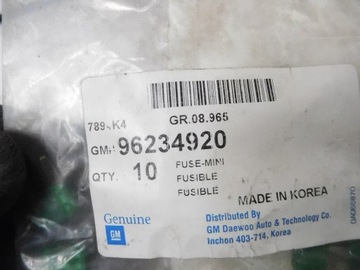 GR.08.965
GM# 96234920
QTY. 10 FUSE-MINI
FUSIBLE
FUSIBLE
MADE IN KOREA
Genuine
GM
Distributed By
GM Daewoo Auto & Technology Co.
Inchon 403-714, Korea